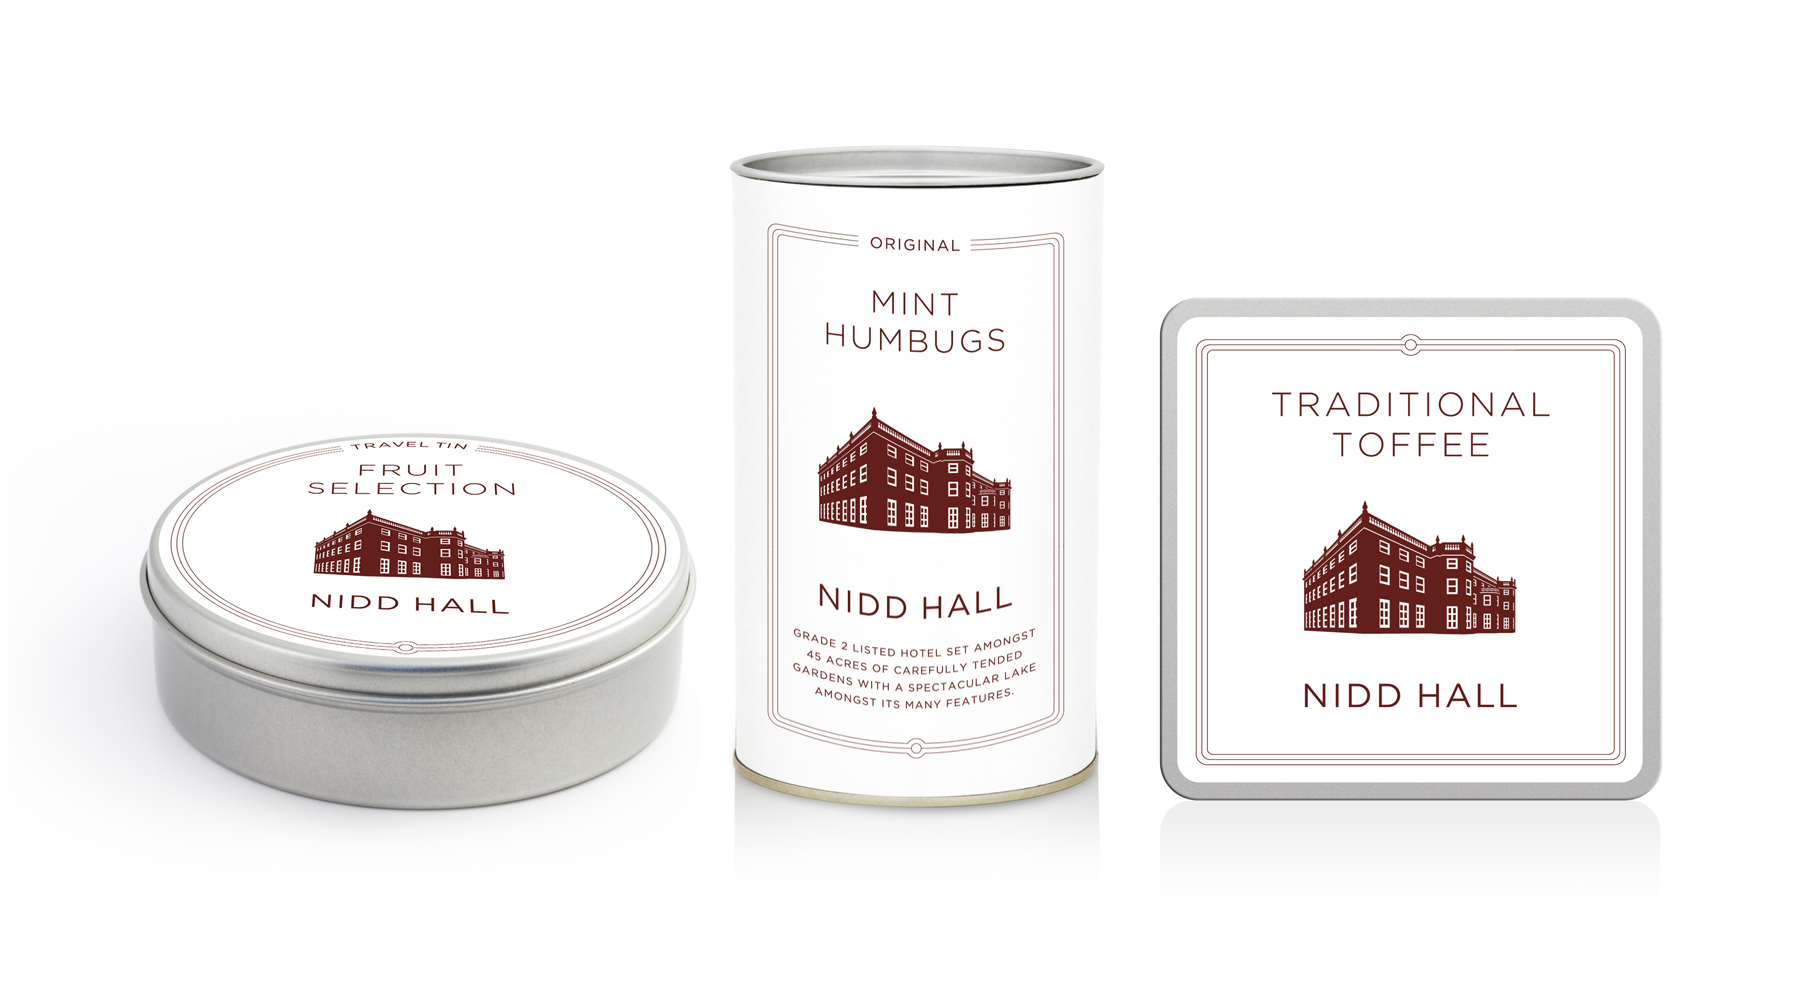 TRAVEL TIN
FRUIT
SELECTION
NIDD HALL
ORIGINAL
MINT
HUMBUGS
NIDD HALL
GRADE 2 LISTED HOTEL SET AMONGST
45 ACRES OF CAREFULLY TENDED
GARDENS WITH A SPECTACULAR LAKE
AMONGST ITS MANY FEATURES.
TRADITIONAL
TOFFEE
NIDD HALL